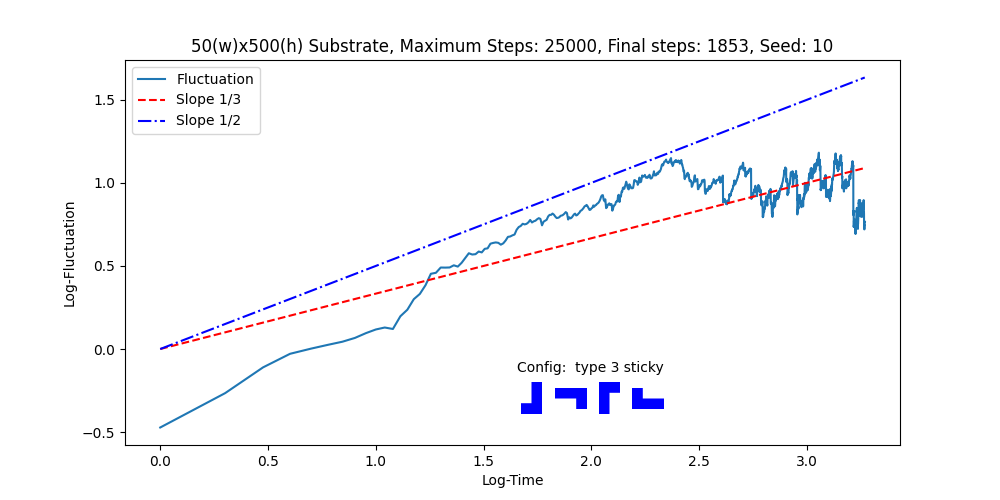 50(w)x500(h) Substrate, Maximum Steps: 25000, Final steps: 1853, Seed: 10
Fluctuation
Slope 1/3
Slope 1/2
Log-Fluctuation
1.5
1.0
0.5
0.0
−0.5
Config:  type 3 sticky
0.0 0.5 1.0 1.5 2.0 2.5 3.0
Log-Time